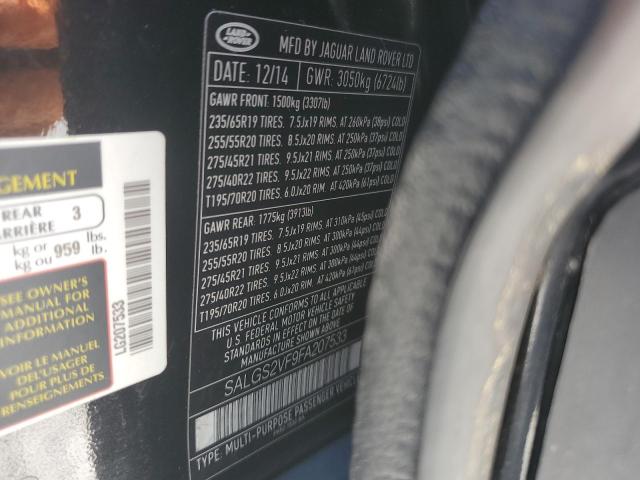 LAND ROVER
MFD BY JAGUAR LAND ROVER LTD
DATE: 12/14 GWR: 3050kg (6724lb)
GAWR FRONT: 1500kg (3307lb)
235/65R19 TIRES. 7.5Jx19 RIMS. AT 260kPa (38psi) COLD
255/55R20 TIRES. 8.5Jx20 RIMS. AT 250kPa (37psi) COLD
275/45R21 TIRES. 9.5Jx21 RIMS. AT 250kPa (37psi) COLD
275/40R22 TIRES. 9.5Jx22 RIMS. AT 250kPa (37psi) COLD
T195/70R20 TIRES. 6.0Jx20 RIM. AT 420kPa (61psi) COLD
GAWR REAR: 1775kg (3913lb)
235/65R19 TIRES. 7.5Jx19 RIMS. AT 310kPa (45psi) COLD
255/55R20 TIRES. 8.5Jx20 RIMS. AT 300kPa (44psi) COLD
275/45R21 TIRES. 9.5Jx21 RIMS. AT 300kPa (44psi) COLD
275/40R22 TIRES. 9.5Jx22 RIMS. AT 300kPa (44psi) COLD
T195/70R20 TIRES. 6.0Jx20 RIM. AT 420kPa (61psi) COLD
THIS VEHICLE CONFORMS TO ALL APPLICABLE
U.S. FEDERAL MOTOR VEHICLE SAFETY
STANDARDS IN EFFECT ON THE DATE OF
MANUFACTURE SHOWN ABOVE
SALGS2VF9FA207533
TYPE: MULTI-PURPOSE PASSENGER VEHICLE
GEMENT
REAR 3
ARRIÈRE
kg or 959 lbs.
kg ou lb.
SEE OWNER'S
MANUAL FOR
ADDITIONAL
INFORMATION
VOIR LE MANUEL
DEL'USAGER
POUR PLUS DE
RENSEIGNEMENTS
LG207533